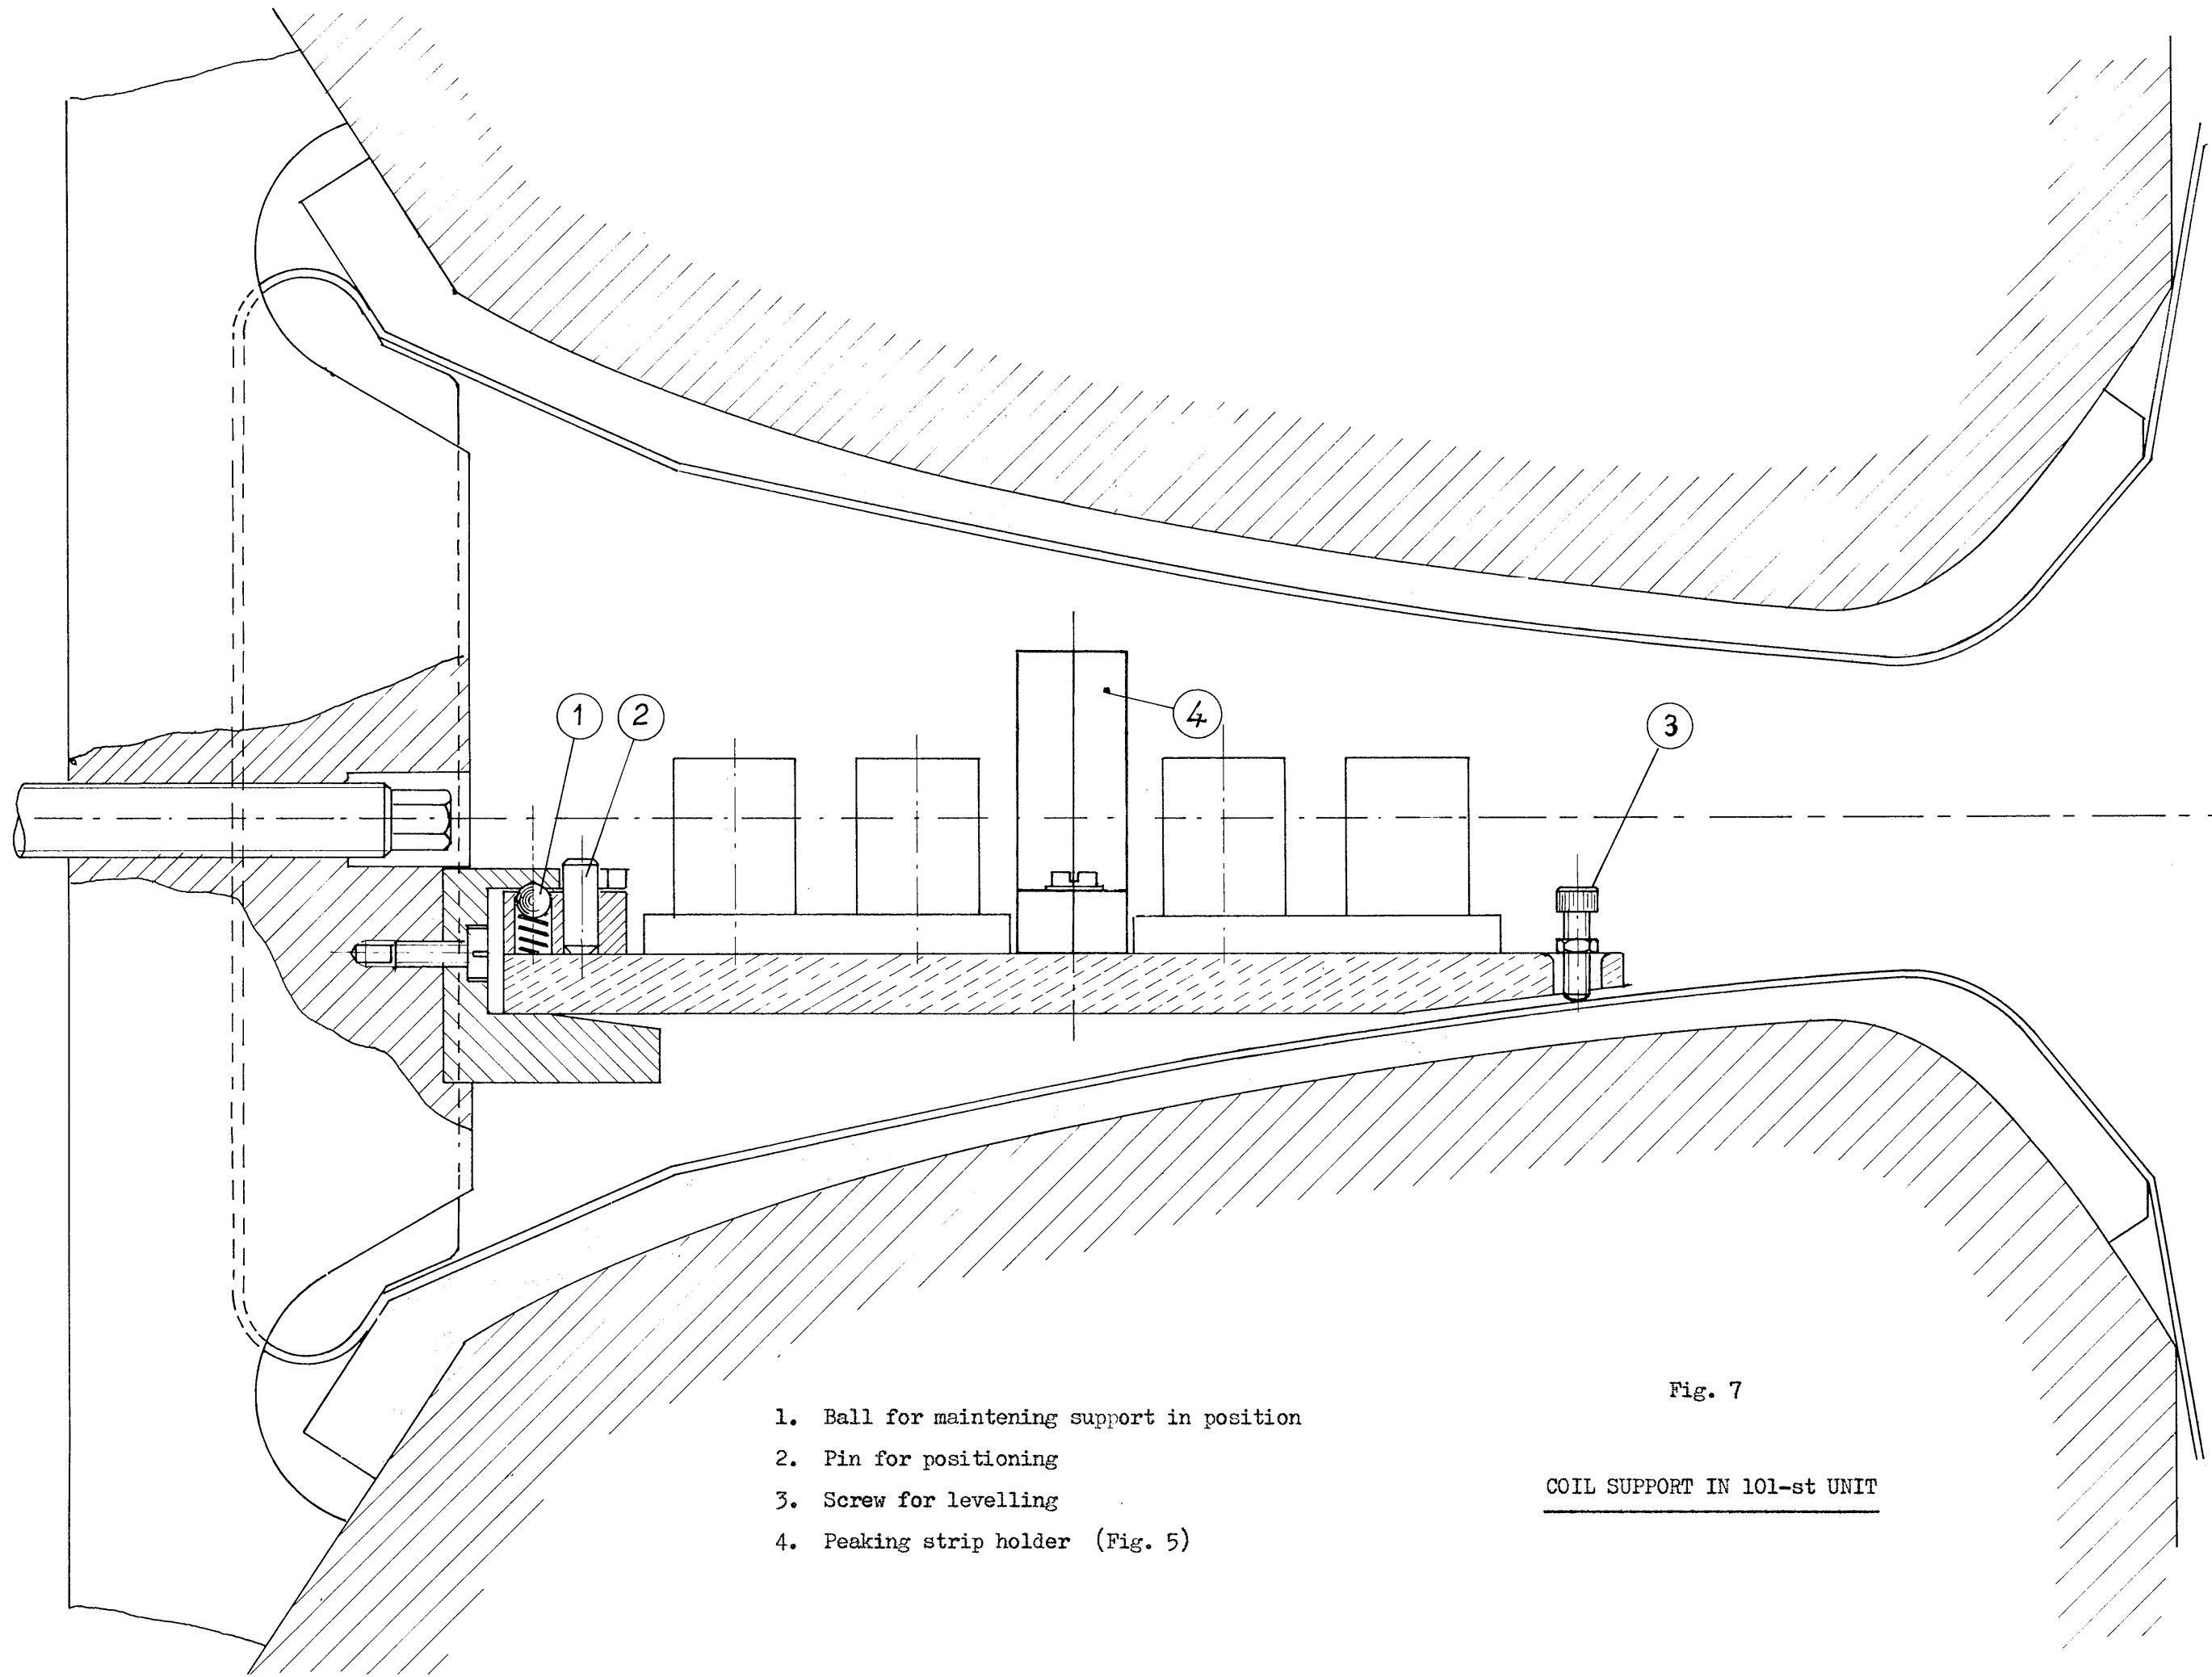 1
2
4
3
1. Ball for maintening support in position
2. Pin for positioning
3. Screw for levelling
4. Peaking strip holder (Fig. 5)
Fig. 7
COIL SUPPORT IN 101-st UNIT